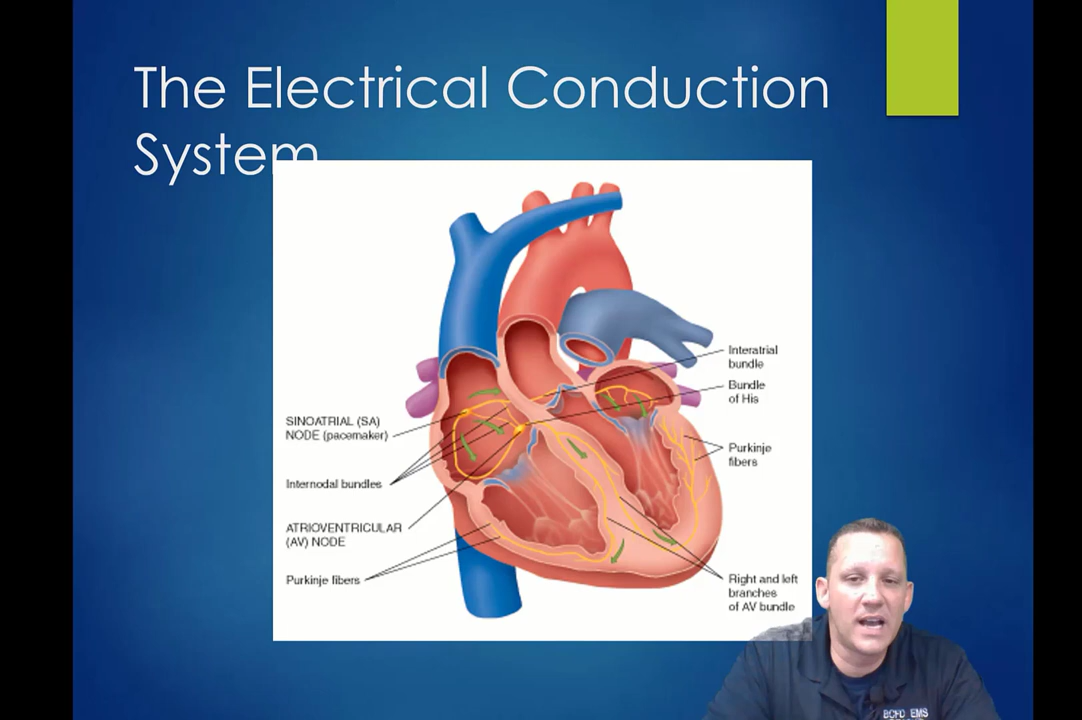 The Electrical Conduction
System
Interatrial
bundle
Bundle
of His
SINOATRIAL (SA)
NODE (pacemaker)
Purkinje
fibers
Internodal bundles
ATRIOVENTRICULAR
(AV) NODE
Purkinje fibers
Right and left
branches
of AV bundle
BCFD EMS